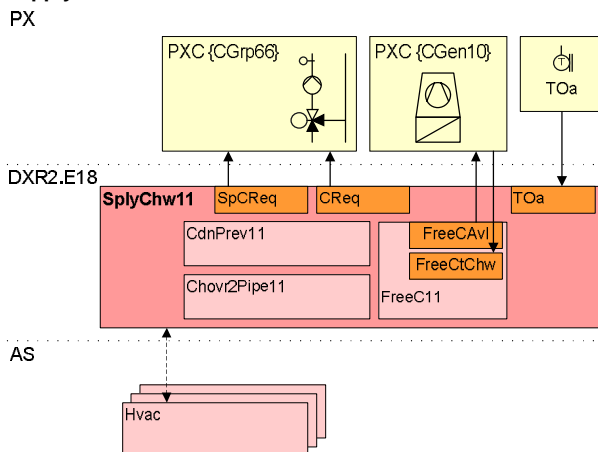 PX
PXC {CGrp66}
PXC {CGen10}
T
TOa
DXR2.E18
SplyChw11
SpCReq
CReq
TOa
CdnPrev11
FreeCAvl
FreeCtChw
Chovr2Pipe11
FreeC11
AS
Hvac